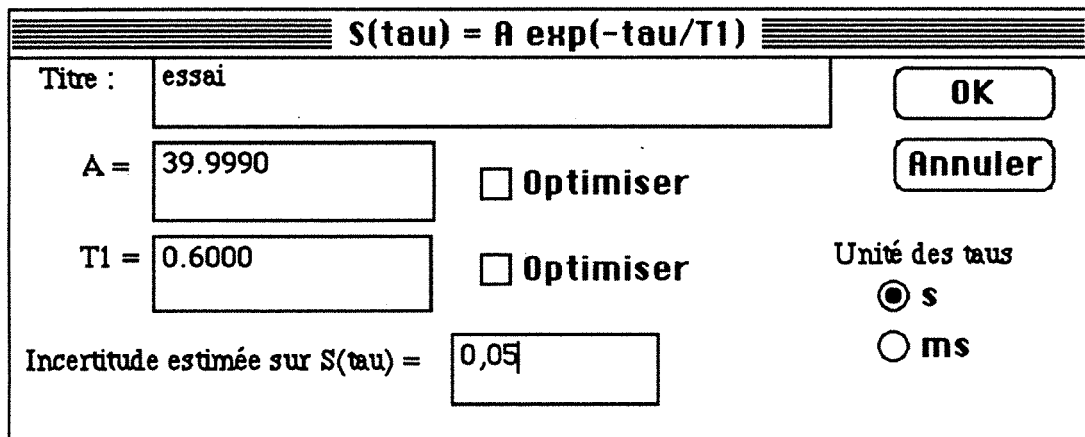 S(tau) = A exp(-tau/T1)
Titre : essai
OK
A = 39.9990 Optimiser
Annuler
T1 = 0.6000 Optimiser
Unité des taus
s
ms
Incertitude estimée sur S(tau) = 0,05